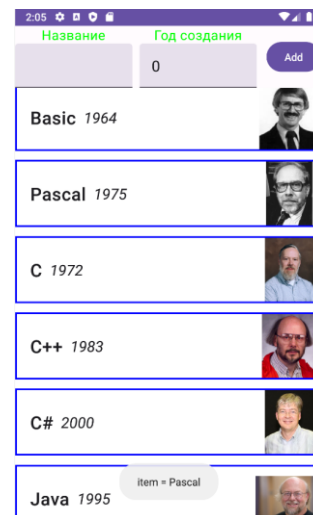 2:05
Название Год создания
0
Add
Basic 1964
Pascal 1975
C 1972
C++ 1983
C# 2000
item = Pascal
Java 1995